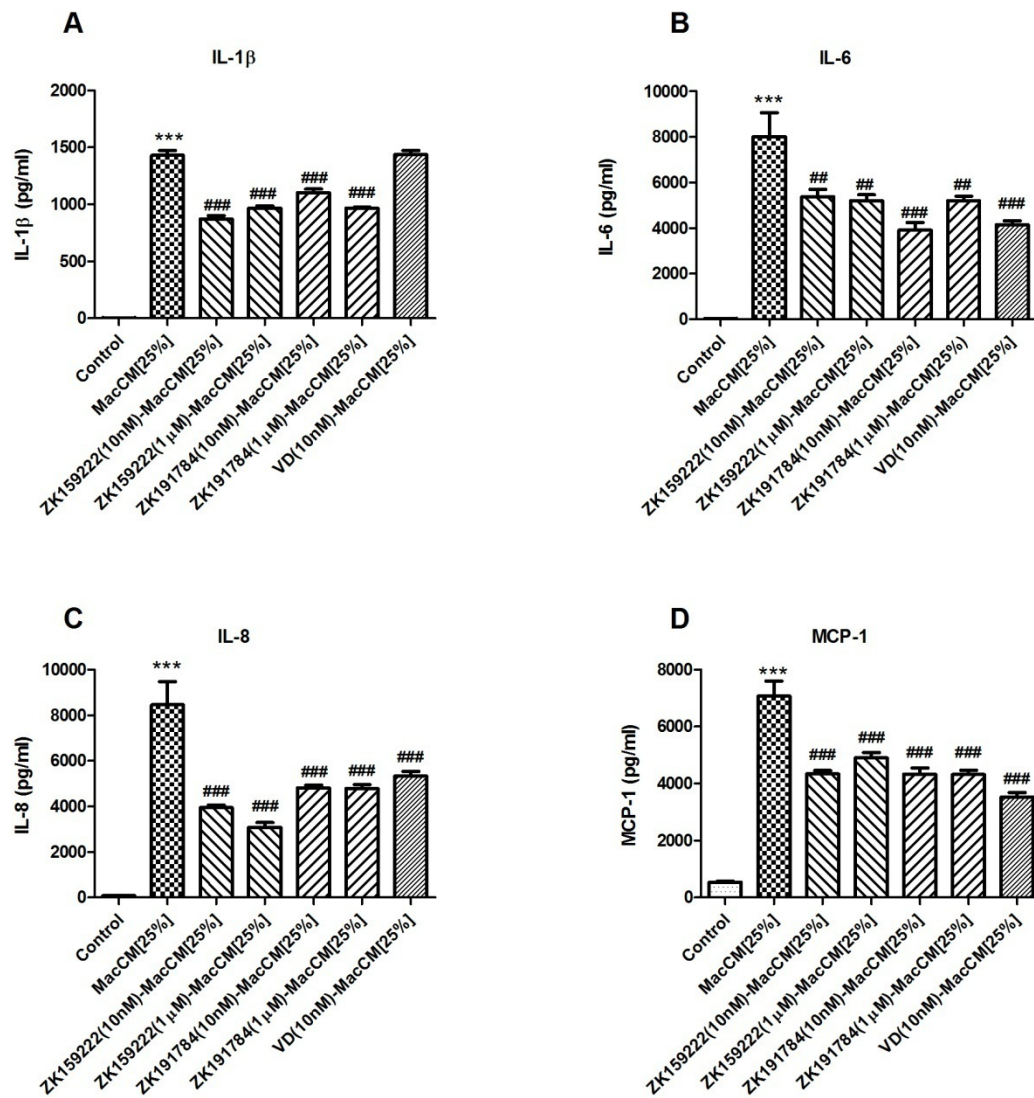 A
IL-1β
IL-1β (pg/ml)
2000
1500
1000
500
0
***
###
###
###
###
Control
MacCM[25%]
ZK159222(10nM)-MacCM[25%]
ZK159222(1μM)-MacCM[25%]
ZK191784(10nM)-MacCM[25%]
ZK191784(1μM)-MacCM[25%]
VD(10nM)-MacCM[25%]
B
IL-6
IL-6 (pg/ml)
10000
8000
6000
4000
2000
0
***
##
##
###
##
###
Control
MacCM[25%]
ZK159222(10nM)-MacCM[25%]
ZK159222(1μM)-MacCM[25%]
ZK191784(10nM)-MacCM[25%]
ZK191784(1μM)-MacCM[25%)
VD(10nM)-MacCM[25%]
C
IL-8
IL-8 (pg/ml)
10000
8000
6000
4000
2000
0
***
###
###
###
###
###
Control
MacCM[25%]
ZK159222(10nM)-MacCM[25%]
ZK159222(1μM)-MacCM[25%]
ZK191784(10nM)-MacCM[25%]
ZK191784(1μM)-MacCM[25%]
VD(10nM)-MacCM[25%]
D
MCP-1
MCP-1 (pg/ml)
8000
6000
4000
2000
0
***
###
###
###
###
###
Control
MacCM[25%]
ZK159222(10nM)-MacCM[25%]
ZK159222(1μM)-MacCM[25%]
ZK191784(10nM)-MacCM[25%]
ZK191784(1μM)-MacCM[25%]
VD(10nM)-MacCM[25%]